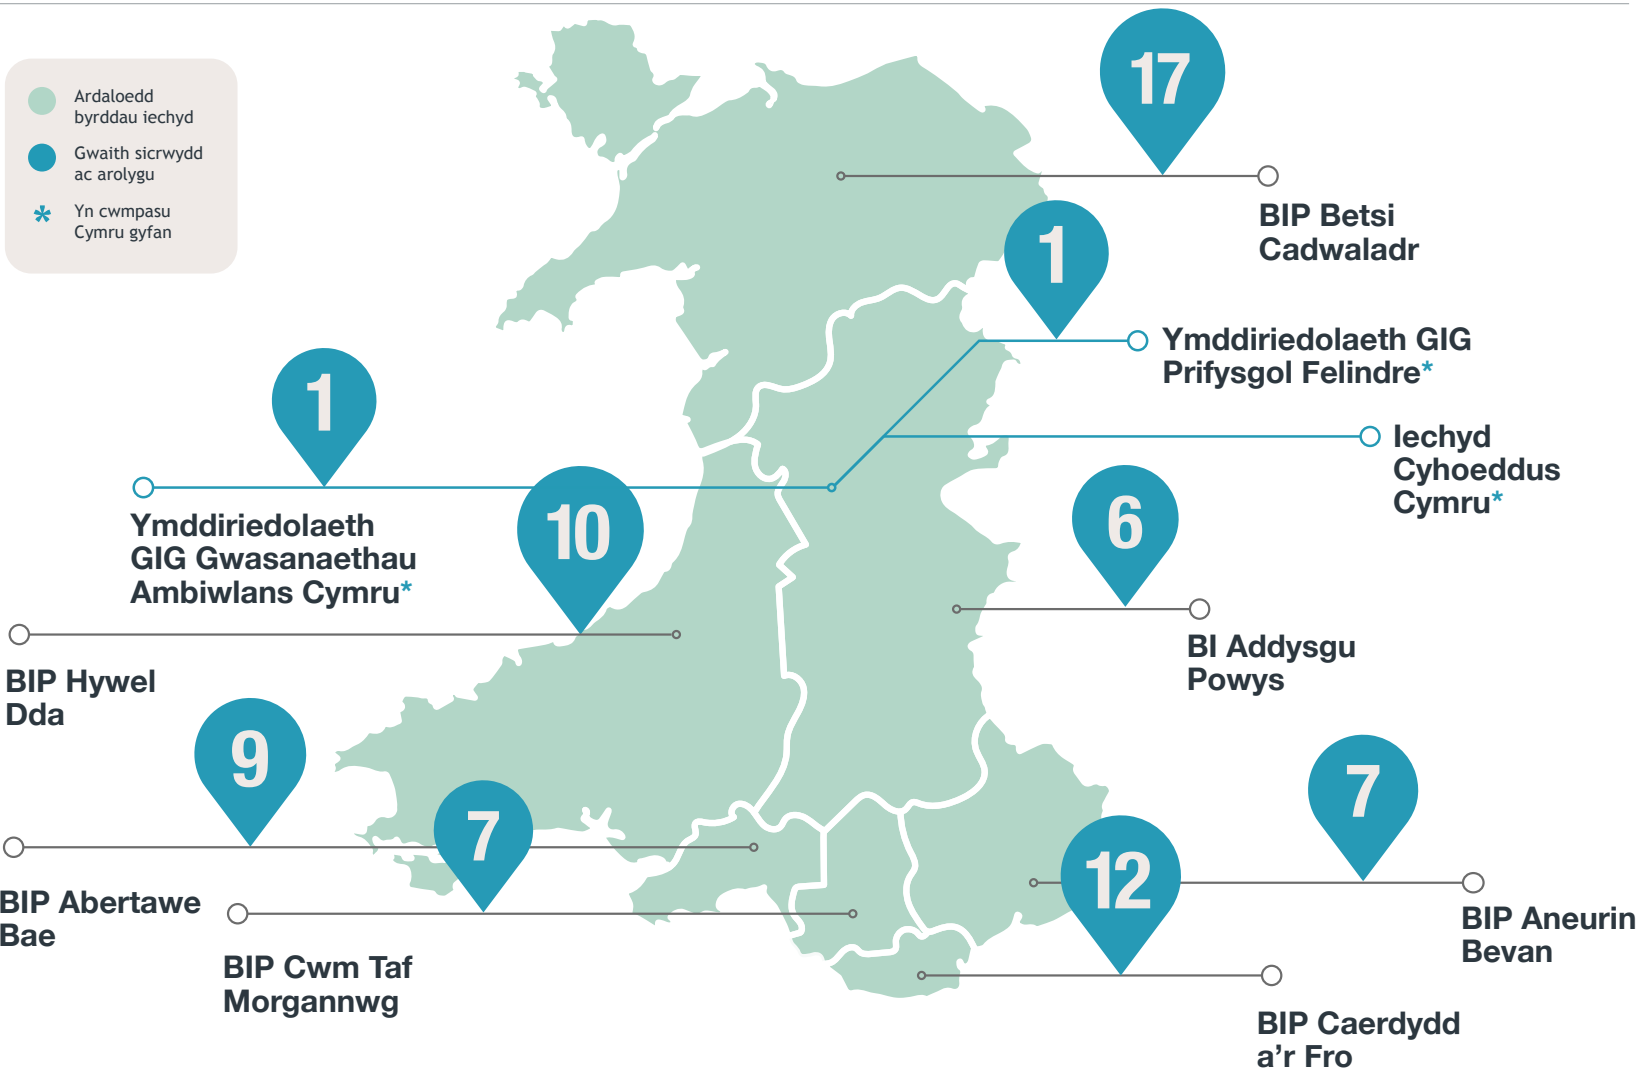 Ardaloedd
byrddau iechyd
Gwaith sicrwydd
ac arolygu
* Yn cwmpasu
Cymru gyfan
17
BIP Betsi
Cadwaladr
1
Ymddiriedolaeth GIG
Prifysgol Felindre*
1
Ymddiriedolaeth
GIG Gwasanaethau
Ambiwlans Cymru*
Iechyd
Cyhoeddus
Cymru*
10
BIP Hywel
Dda
6
BI Addysgu
Powys
9
BIP Abertawe
Bae
7
BIP Cwm Taf
Morgannwg
7
BIP Aneurin
Bevan
12
BIP Caerdydd
a’r Fro